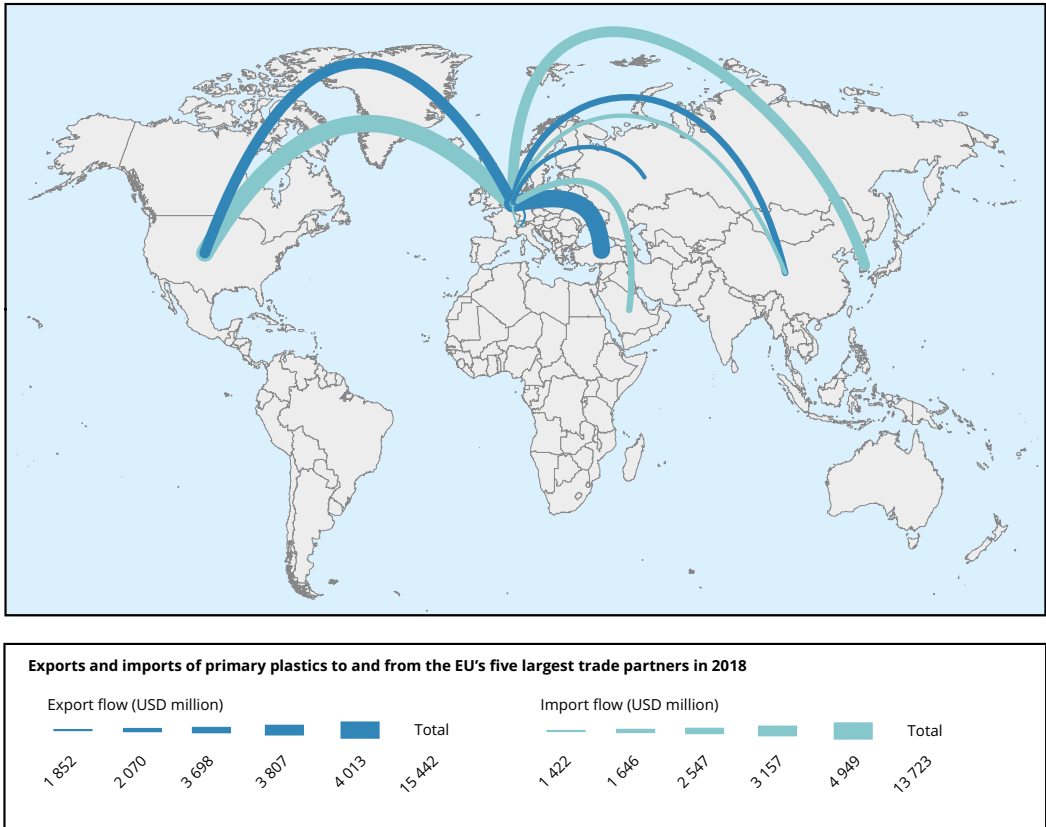 Exports and imports of primary plastics to and from the EU's five largest trade partners in 2018
Export flow (USD million)
Total
1 852
2 070
3 698
3 807
4 013
15 442
Import flow (USD million)
Total
1 422
1 646
2 547
3 157
4 949
13 723